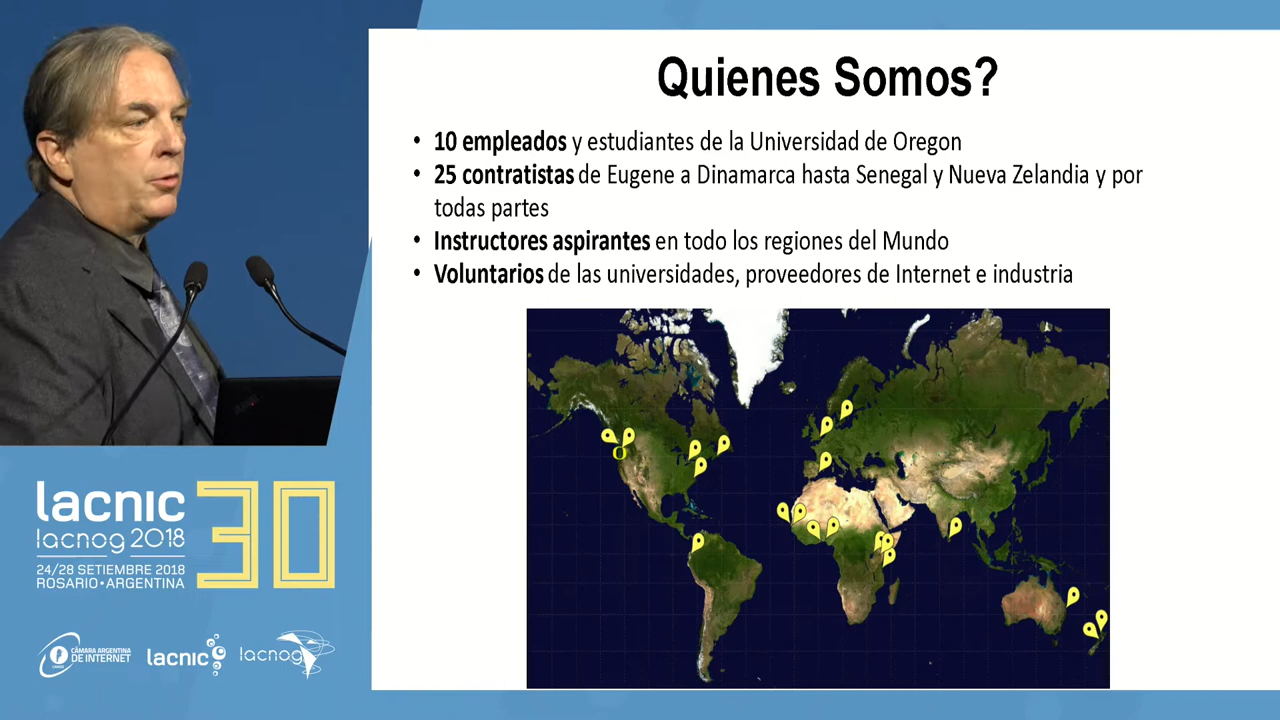 Quienes Somos?
• 10 empleados y estudiantes de la Universidad de Oregon
• 25 contratistas de Eugene a Dinamarca hasta Senegal y Nueva Zelandia y por
todas partes
• Instructores aspirantes en todo los regiones del Mundo
• Voluntarios de las universidades, proveedores de Internet e industria
lacnic 30
lacnog 2018
24/28 SETIEMBRE 2018
ROSARIO • ARGENTINA
CÁMARA ARGENTINA
DE INTERNET
lacnic
lacnog